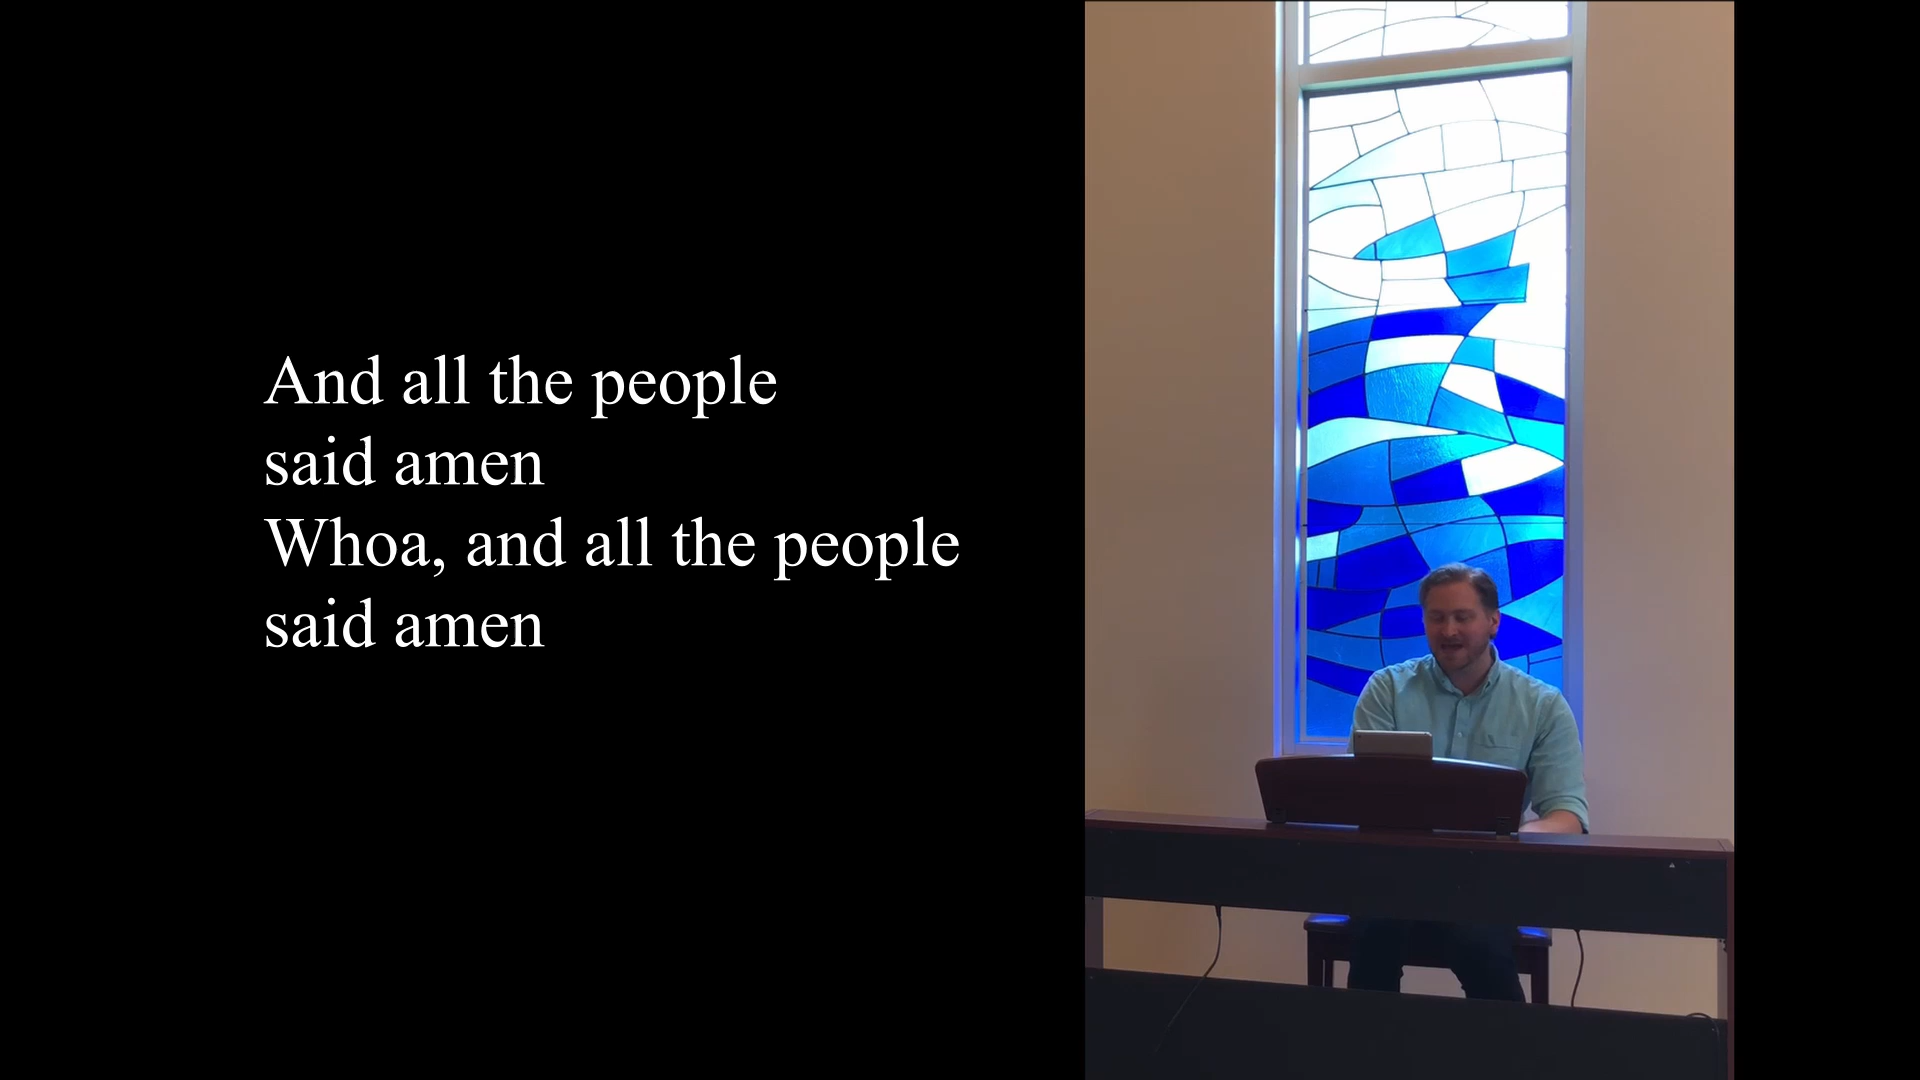 And all the people
said amen
Whoa, and all the people
said amen